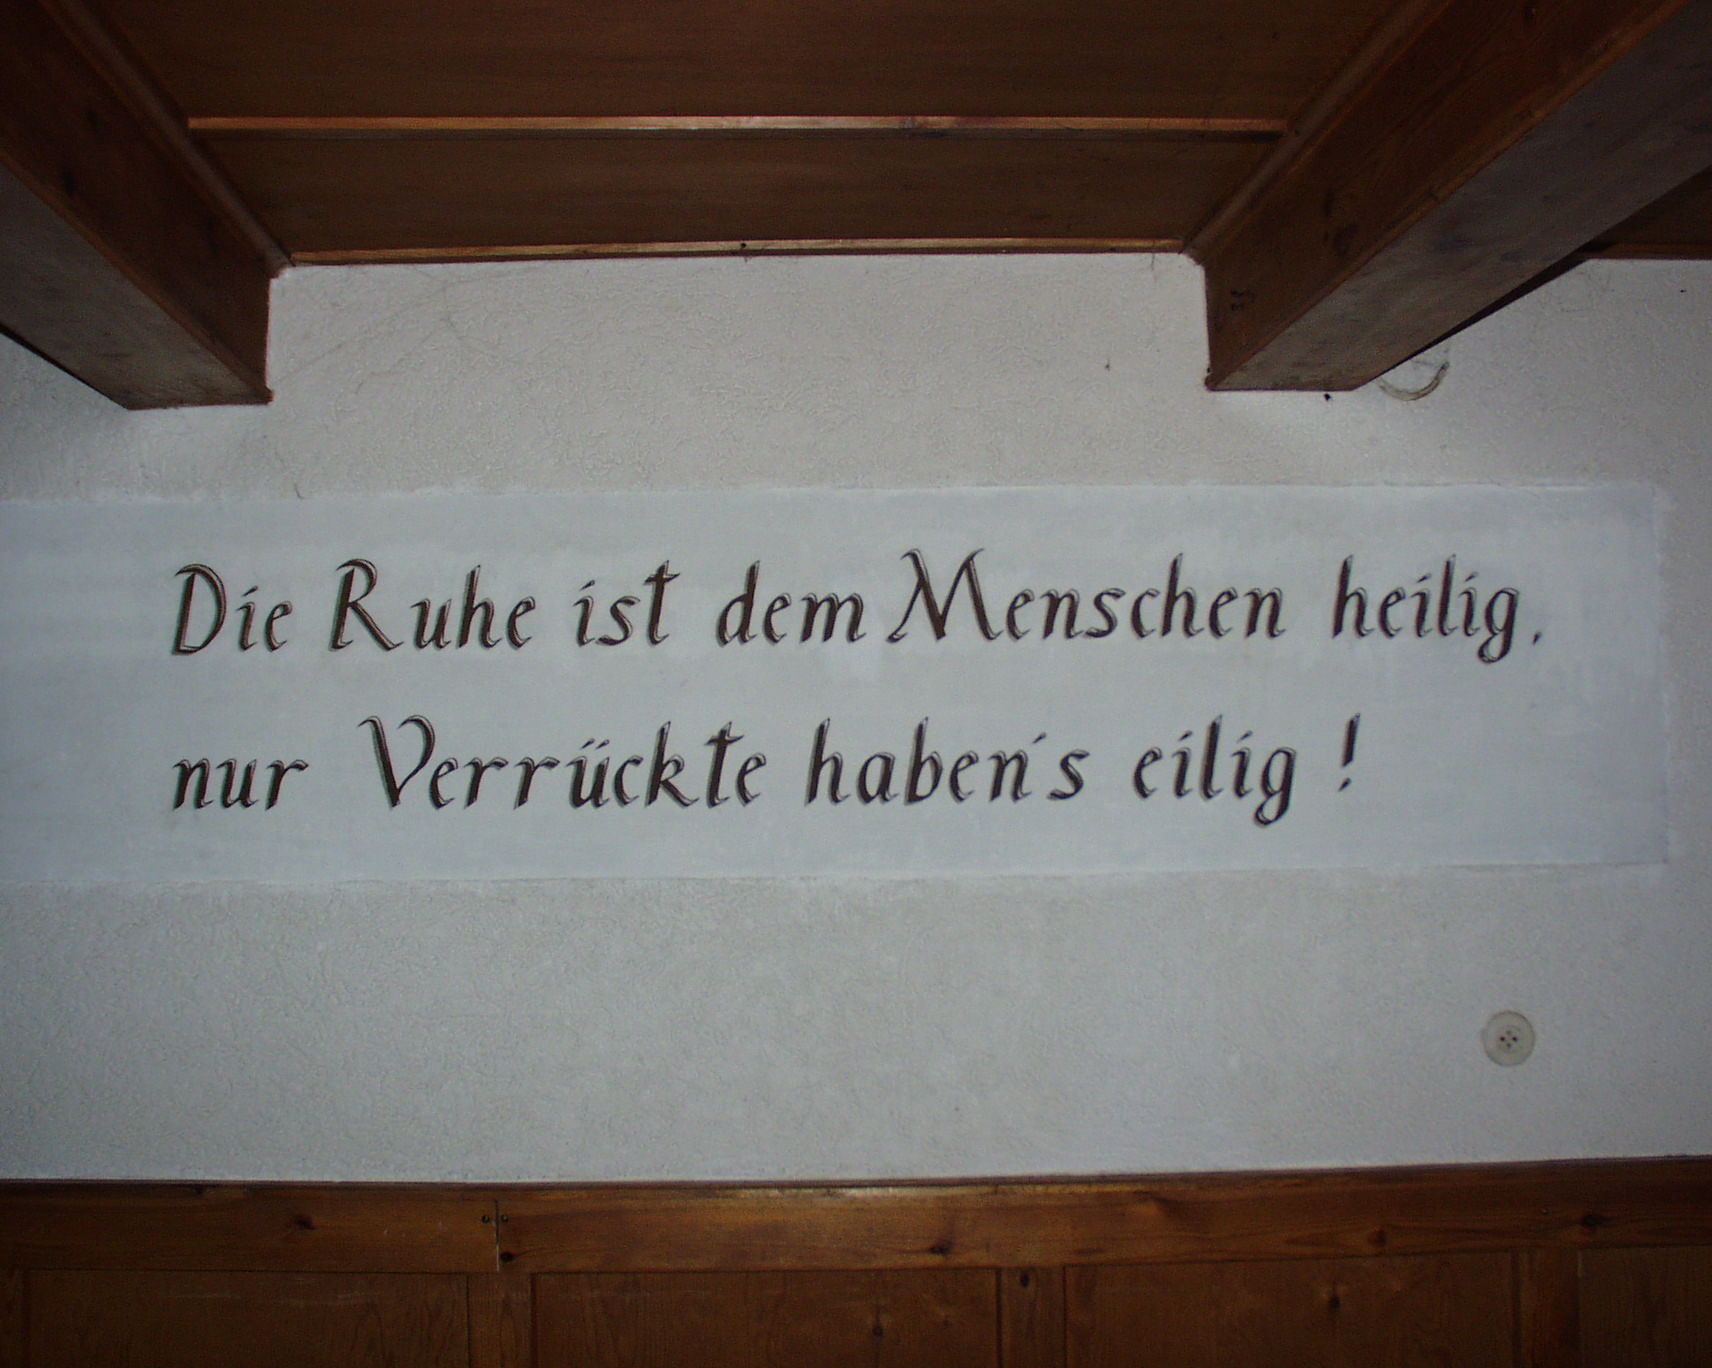 Die Ruhe ist dem Menschen heilig,
nur Verrückte haben's eilig!